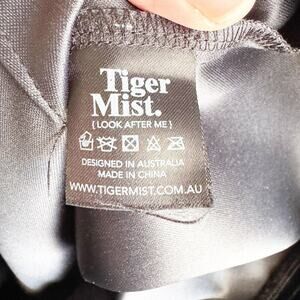 Tiger
Mist.
{ LOOK AFTER ME }
DESIGNED IN AUSTRALIA
MADE IN CHINA
WWW.TIGERMIST.COM.AU